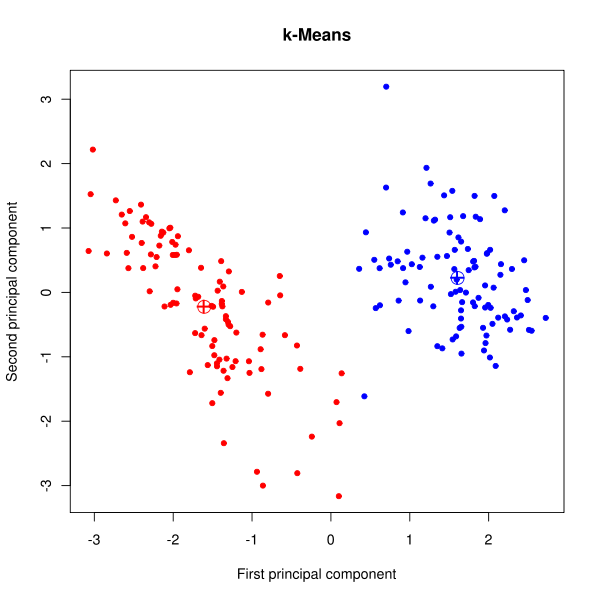 k-Means
3
2
1
0
-1
-2
-3
Second principal component
-3 -2 -1 0 1 2
First principal component